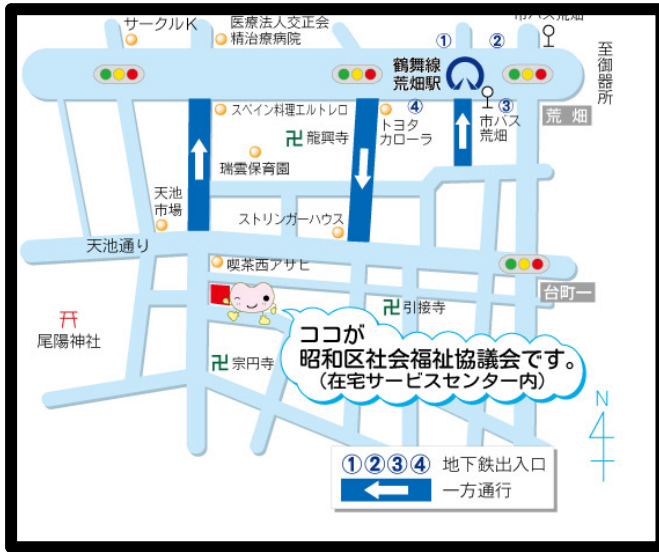 サークルK
医療法人交正会
精治療病院
市バス荒畑
①
②
至御器所
鶴舞線
荒畑駅
スペイン料理エルトレロ
④
③
トヨタ
カローラ
市バス
荒畑
荒畑
卍龍興寺
瑞雲保育園
天池
市場
ストリンガーハウス
天池通り
喫茶西アサヒ
台町一
卍引接寺
尾陽神社
ココが
昭和区社会福祉協議会です。
(在宅サービスセンター内)
卍宗円寺
N
①②③④ 地下鉄出入口
一方通行